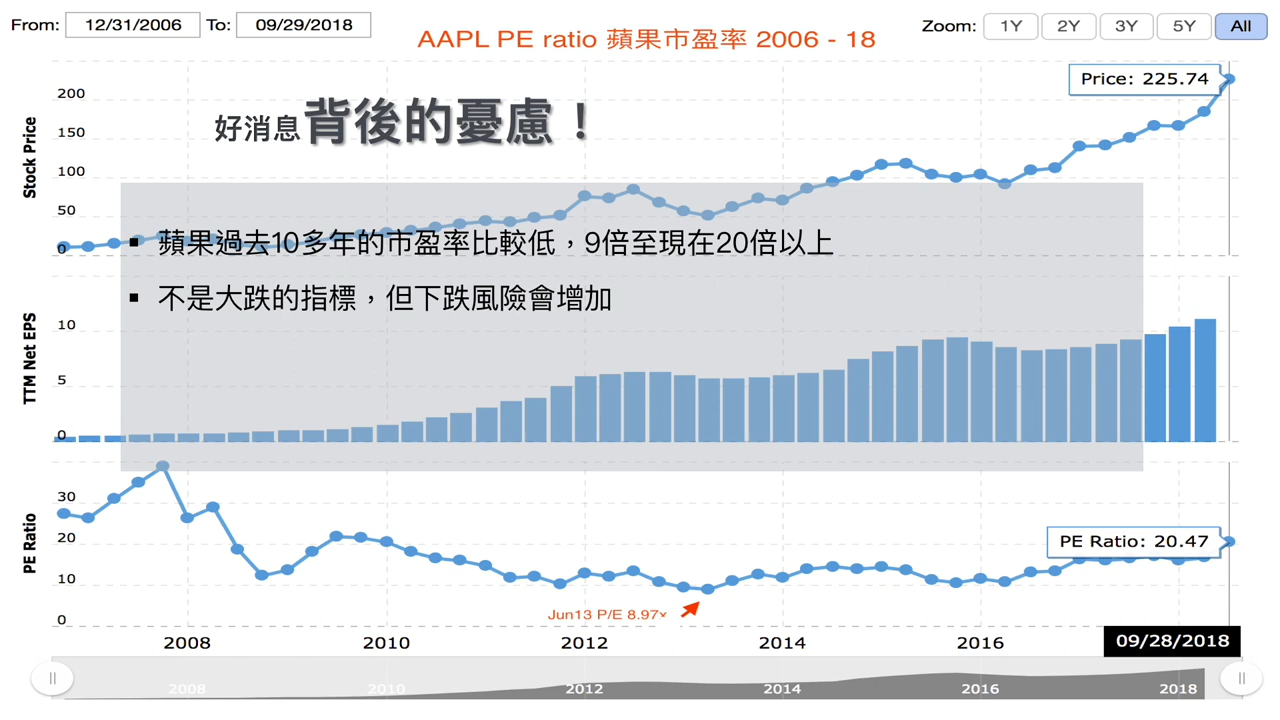 From: 12/31/2006 To: 09/29/2018
AAPL PE ratio 蘋果市盈率 2006 - 18
Zoom: 1Y 2Y 3Y 5Y All
Price: 225.74
好消息背後的憂慮！
Stock Price
200
150
100
50
0
▪ 蘋果過去10多年的市盈率比較低，9倍至現在20倍以上
▪ 不是大跌的指標，但下跌風險會增加
TTM Net EPS
10
5
0
PE Ratio
30
20
10
0
PE Ratio: 20.47
Jun13 P/E 8.97x
2008 2010 2012 2014 2016 09/28/2018
2008 2010 2012 2014 2016 2018